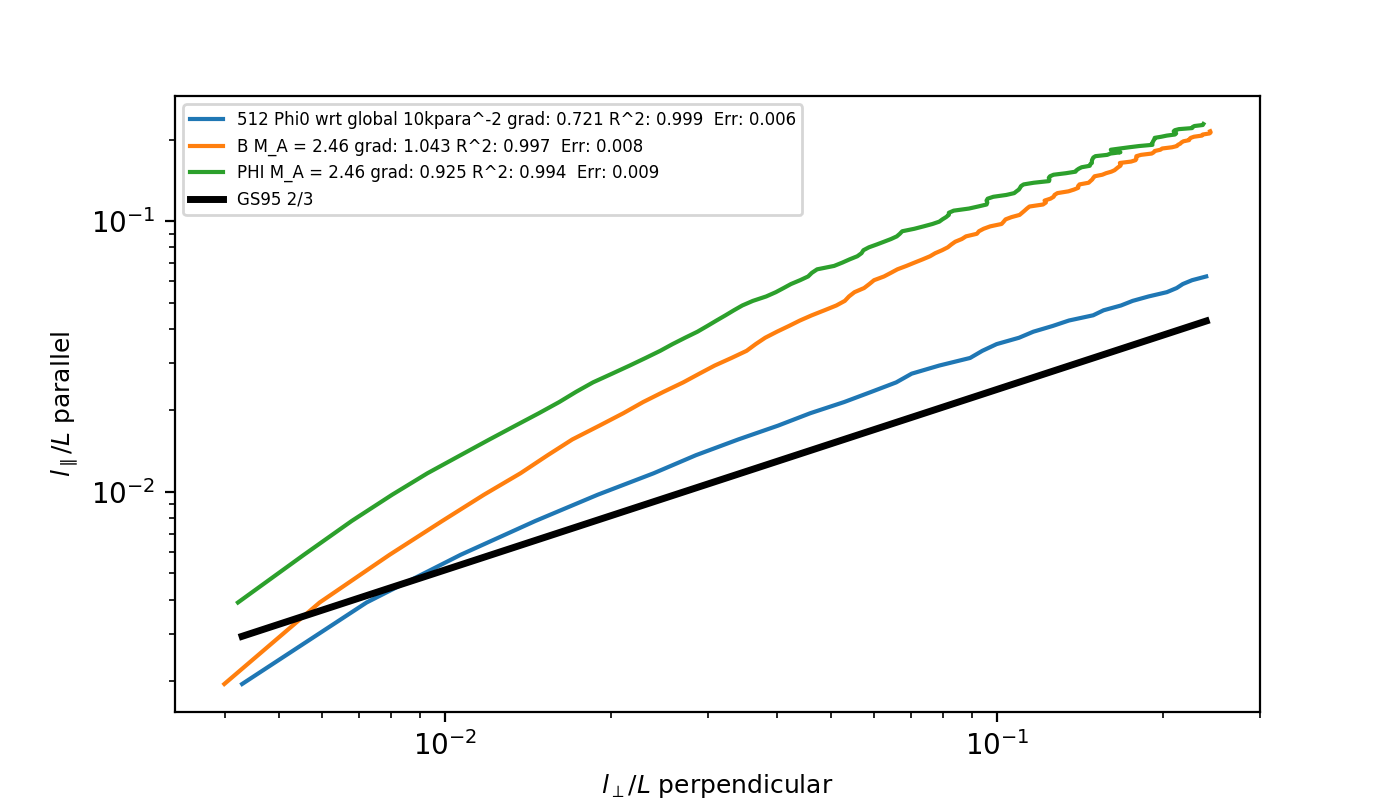 512 Phi0 wrt global 10kpara^-2 grad: 0.721 R^2: 0.999  Err: 0.006
B M_A = 2.46 grad: 1.043 R^2: 0.997  Err: 0.008
PHI M_A = 2.46 grad: 0.925 R^2: 0.994  Err: 0.009
GS95 2/3
10⁻¹
10⁻²
l∥/L parallel
10⁻² 10⁻¹
l⊥/L perpendicular